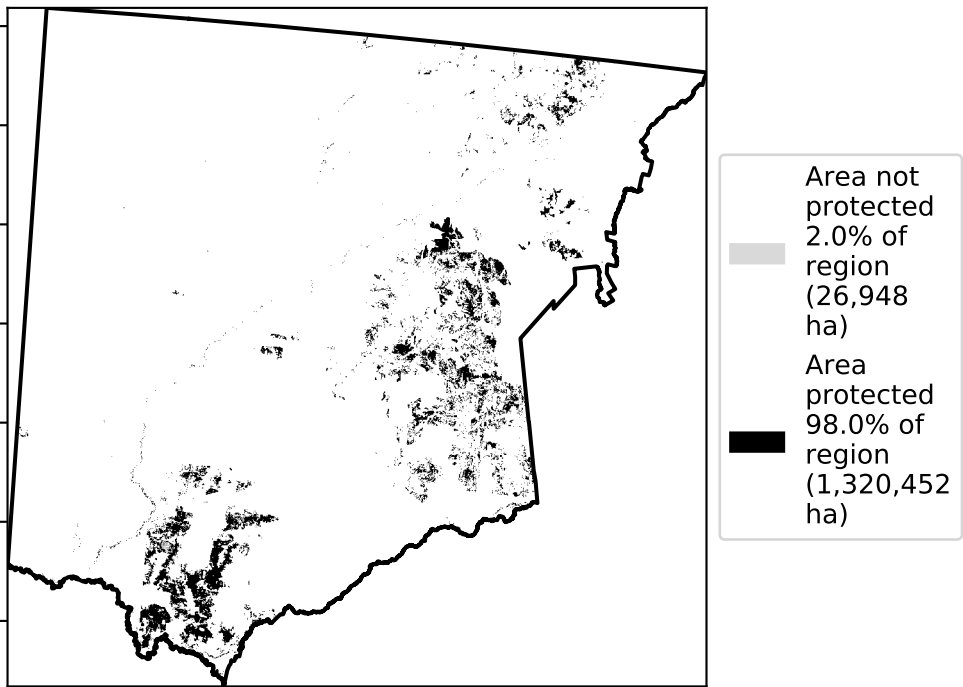 Area not
protected
2.0% of
region
(26,948
ha)
Area
protected
98.0% of
region
(1,320,452
ha)